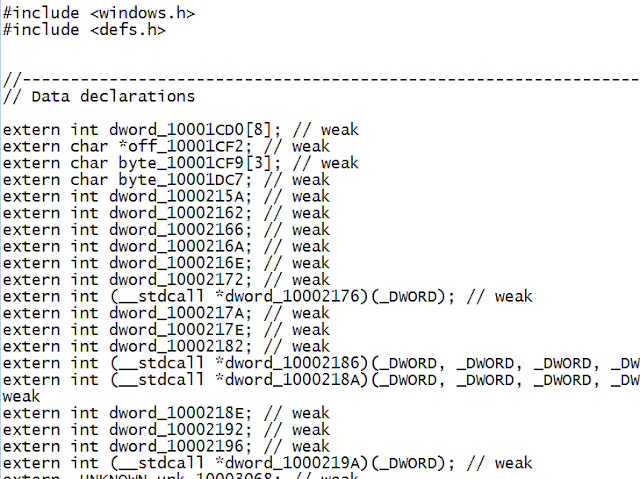 #include <windows.h>
#include <defs.h>
//----------------------------------------------------------------
// Data declarations
extern int dword_10001CD0[8]; // weak
extern char *off_10001CF2; // weak
extern char byte_10001CF9[3]; // weak
extern char byte_10001DC7; // weak
extern int dword_1000215A; // weak
extern int dword_10002162; // weak
extern int dword_10002166; // weak
extern int dword_1000216A; // weak
extern int dword_1000216E; // weak
extern int dword_10002172; // weak
extern int (__stdcall *dword_10002176)(_DWORD); // weak
extern int dword_1000217A; // weak
extern int dword_1000217E; // weak
extern int dword_10002182; // weak
extern int (__stdcall *dword_10002186)(_DWORD, _DWORD, _DWORD, _DW
extern int (__stdcall *dword_1000218A)(_DWORD, _DWORD, _DWORD, _DW
weak
extern int dword_1000218E; // weak
extern int dword_10002192; // weak
extern int dword_10002196; // weak
extern int (__stdcall *dword_1000219A)(_DWORD); // weak
extern _UNKNOWN unk_10003068; // weak